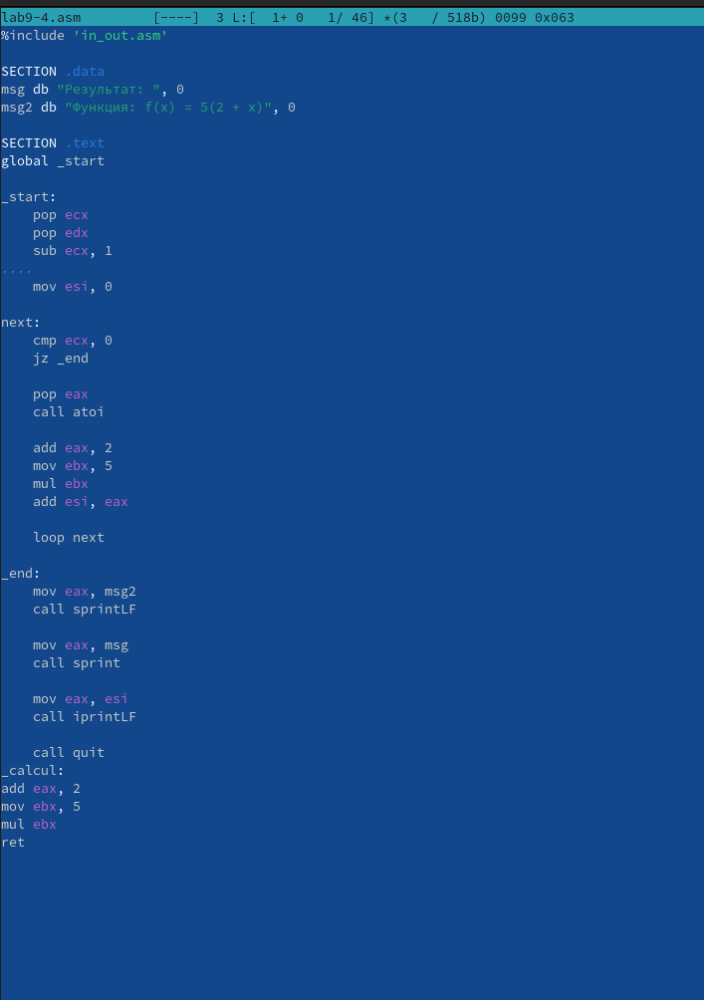 lab9-4.asm [----] 3 L:[ 1+ 0 1/ 46] *(3 / 518b) 0099 0x063
%include 'in_out.asm'
SECTION .data
msg db "Результат: ", 0
msg2 db "Функция: f(x) = 5(2 + x)", 0
SECTION .text
global _start
_start:
pop ecx
pop edx
sub ecx, 1
....
mov esi, 0
next:
cmp ecx, 0
jz _end
pop eax
call atoi
add eax, 2
mov ebx, 5
mul ebx
add esi, eax
loop next
_end:
mov eax, msg2
call sprintLF
mov eax, msg
call sprint
mov eax, esi
call iprintLF
call quit
_calcul:
add eax, 2
mov ebx, 5
mul ebx
ret